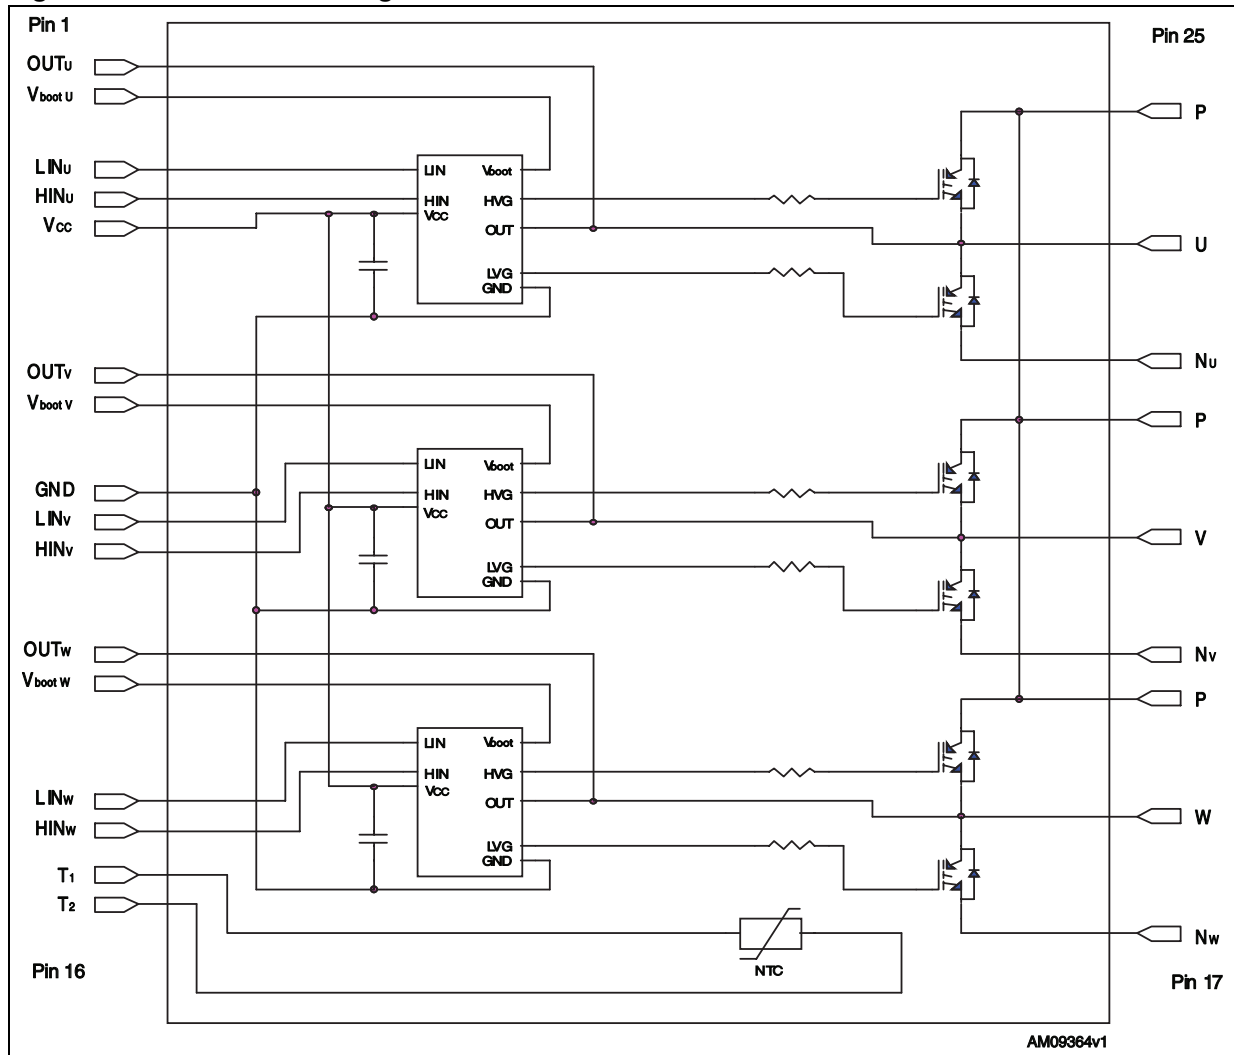 Pin 1
Pin 25
OUTU
Vboot U
LINU
HINU
VCC
LIN
HIN
VCC
Vboot
HVG
OUT
LVG
GND
P
U
NU
OUTV
Vboot V
GND
LINV
HINV
LIN
HIN
VCC
Vboot
HVG
OUT
LVG
GND
P
V
NV
OUTW
Vboot W
LINW
HINW
T1
T2
LIN
HIN
VCC
Vboot
HVG
OUT
LVG
GND
P
W
NW
NTC
Pin 16
Pin 17
AM09364v1